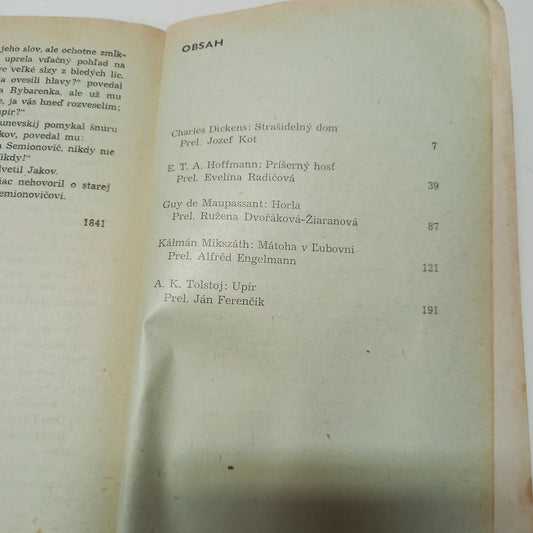 jeho slov, ale ochotne zmĺk-
uprela vďačný pohľad na
ve veľké slzy z bledých líc.
a ovesili hlavy?“ povedal
a Rybarenka, ale už mu
e, ja vás hneď rozveselím;
upír?“
unevskij pomykal šnúru
kov, povedal mu:
n Semionovič, nikdy nie
ikdy!“
vetil Jakov.
iac nehovoril o starej
emionovičovi.
1841
OBSAH
Charles Dickens: Strašidelný dom
Prel. Jozef Kot 7
E. T. A. Hoffmann: Príšerný hosť
Prel. Evelína Radičová 39
Guy de Maupassant: Horla
Prel. Ružena Dvořáková-Žiaranová 87
Kálmán Mikszáth: Mátoha v Ľubovni
Prel. Alfréd Engelmann 121
A. K. Tolstoj: Upír
Prel. Ján Ferenčík 191